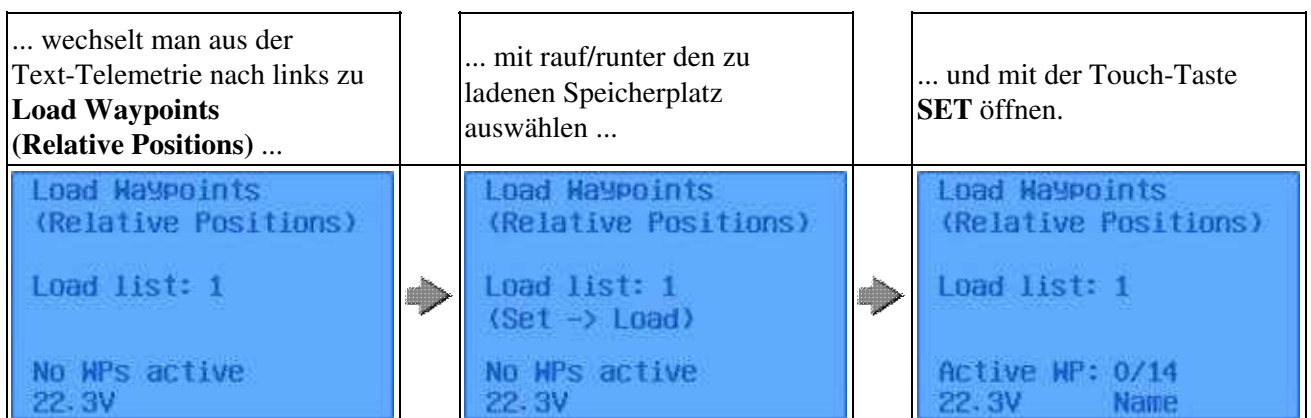 ... wechselt man aus der
Text-Telemetrie nach links zu
Load Waypoints
(Relative Positions) ...
... mit rauf/runter den zu
ladenen Speicherplatz
auswählen ...
... und mit der Touch-Taste
SET öffnen.
Load Waypoints
(Relative Positions)
Load list: 1
No WPs active
22.3V
Load Waypoints
(Relative Positions)
Load list: 1
(Set -> Load)
No WPs active
22.3V
Load Waypoints
(Relative Positions)
Load list: 1
Active WP: 0/14
22.3V Name